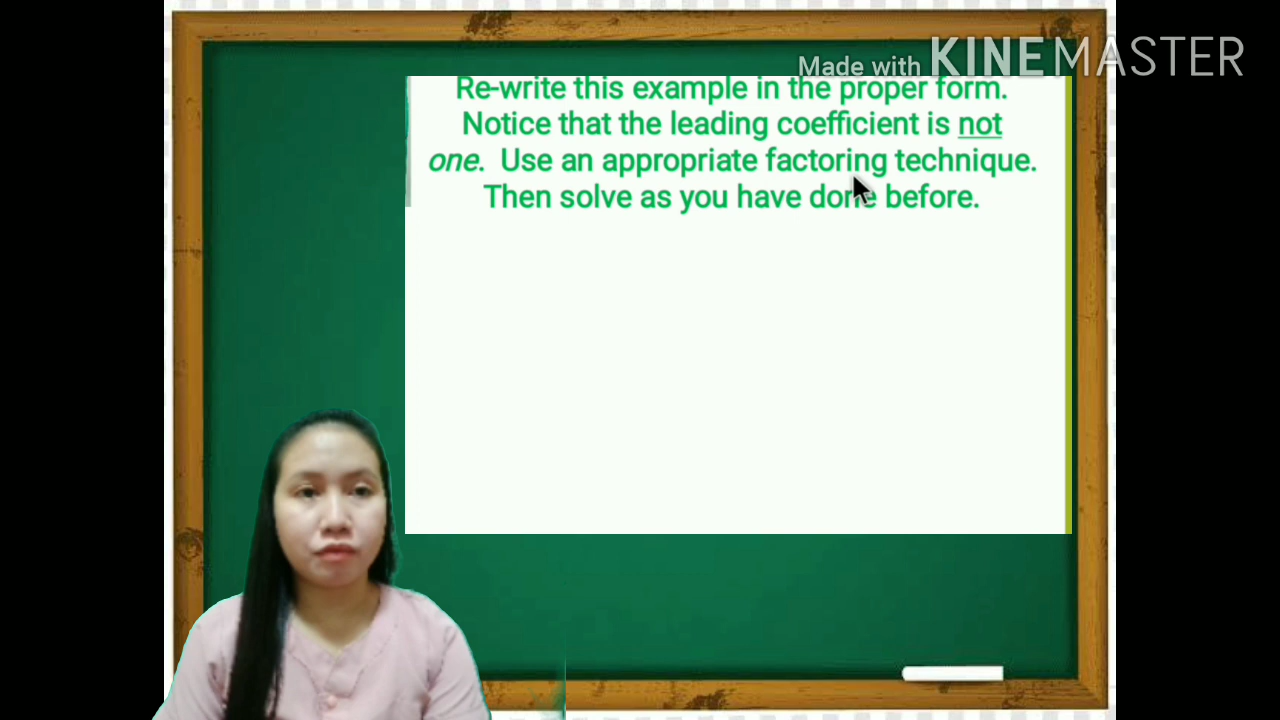 Made with KINEMASTER
Re-write this example in the proper form.
Notice that the leading coefficient is not
one. Use an appropriate factoring technique.
Then solve as you have done before.